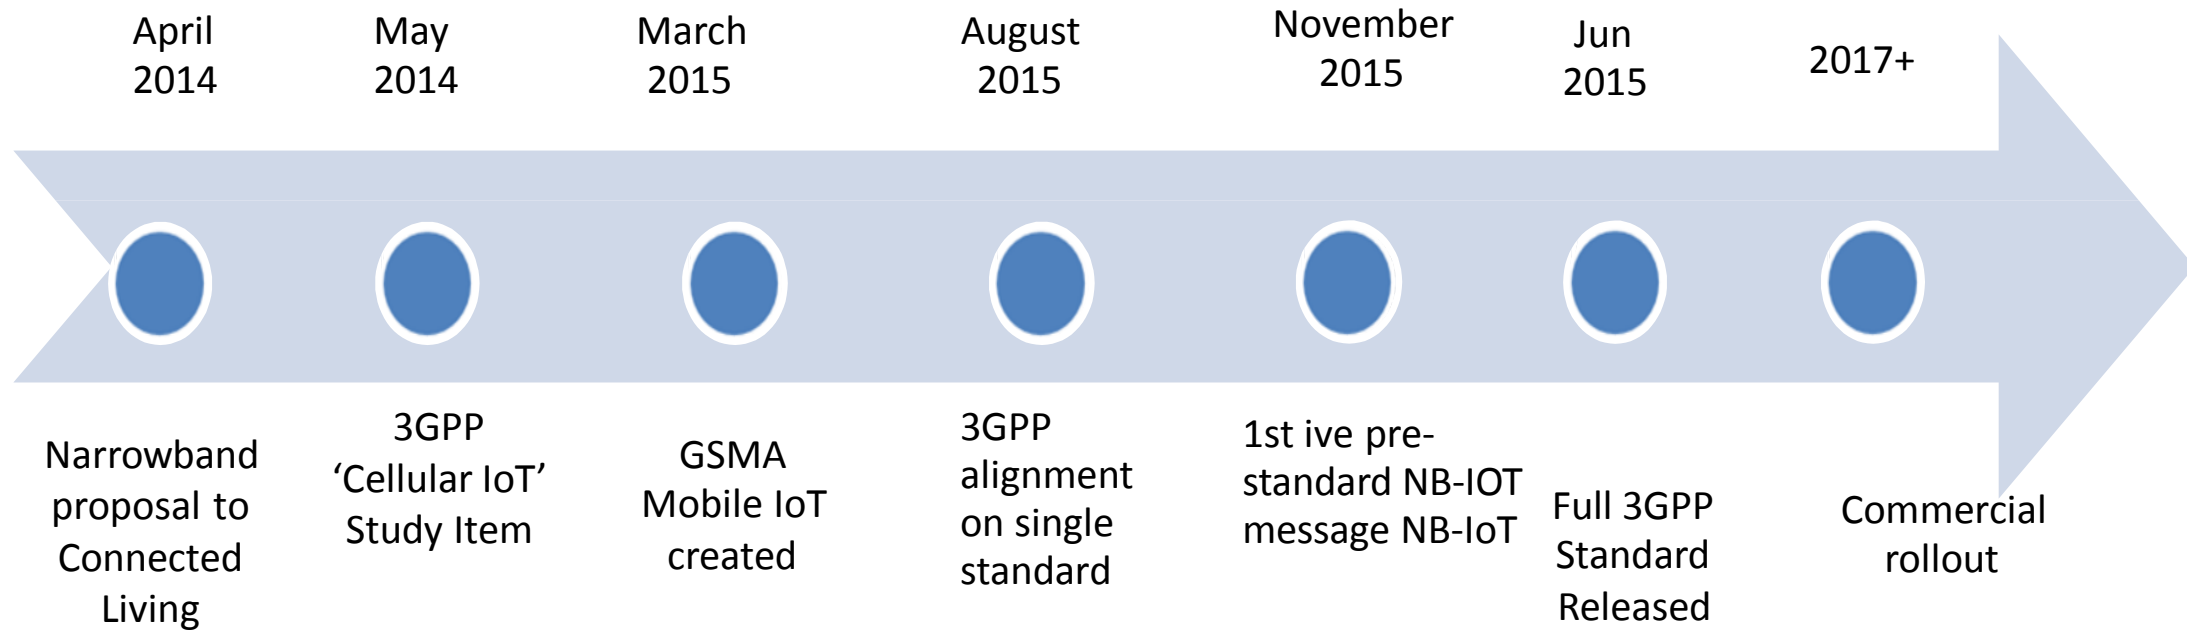 April
2014
May
2014
March
2015
August
2015
November
2015
Jun
2015
2017+
Narrowband
proposal to
Connected
Living
3GPP
‘Cellular IoT’
Study Item
GSMA
Mobile IoT
created
3GPP
alignment
on single
standard
1st ive pre-
standard NB-IOT
message NB-IoT
Full 3GPP
Standard
Released
Commercial
rollout